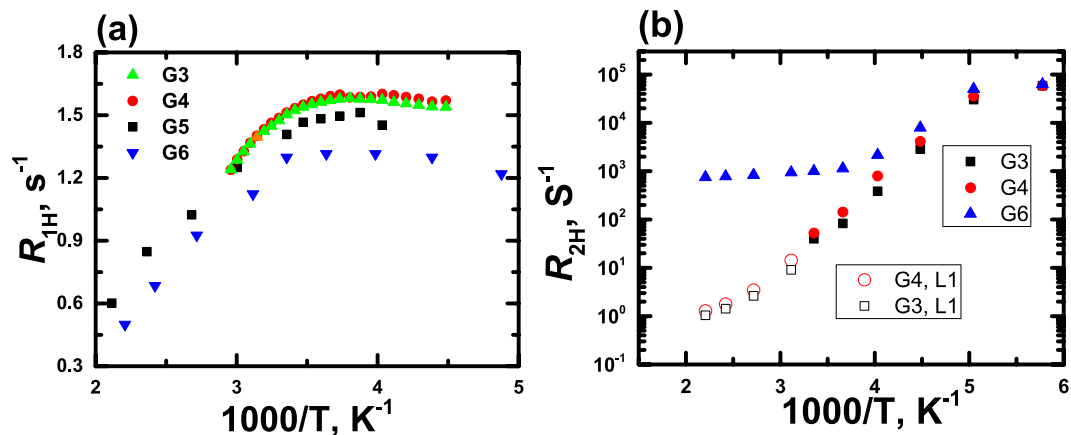 (a)
R1H, s-1
1.8
1.5
1.2
0.9
0.6
0.3
G3
G4
G5
G6
2 3 4 5
1000/T, K-1
(b)
R2H, S-1
10^5
10^4
10^3
10^2
10^1
10^0
10^-1
G3
G4
G6
G4, L1
G3, L1
2 3 4 5 6
1000/T, K-1